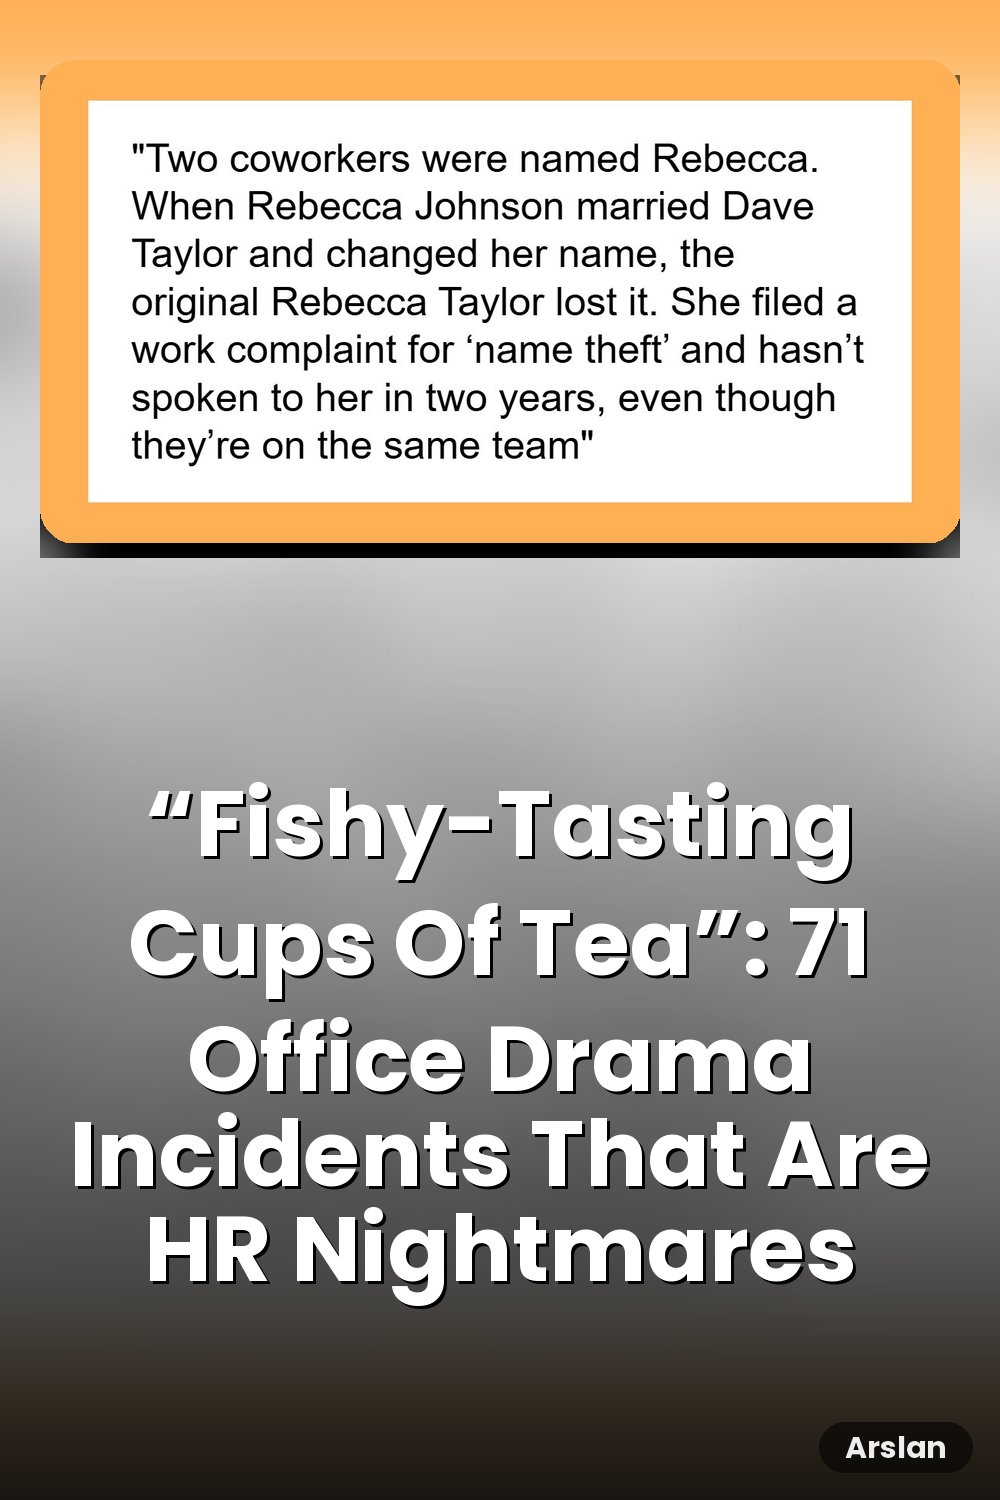 "Two coworkers were named Rebecca.
When Rebecca Johnson married Dave
Taylor and changed her name, the
original Rebecca Taylor lost it. She filed a
work complaint for ‘name theft’ and hasn’t
spoken to her in two years, even though
they’re on the same team"
“Fishy-Tasting
Cups Of Tea”: 71
Office Drama
Incidents That Are
HR Nightmares
Arslan